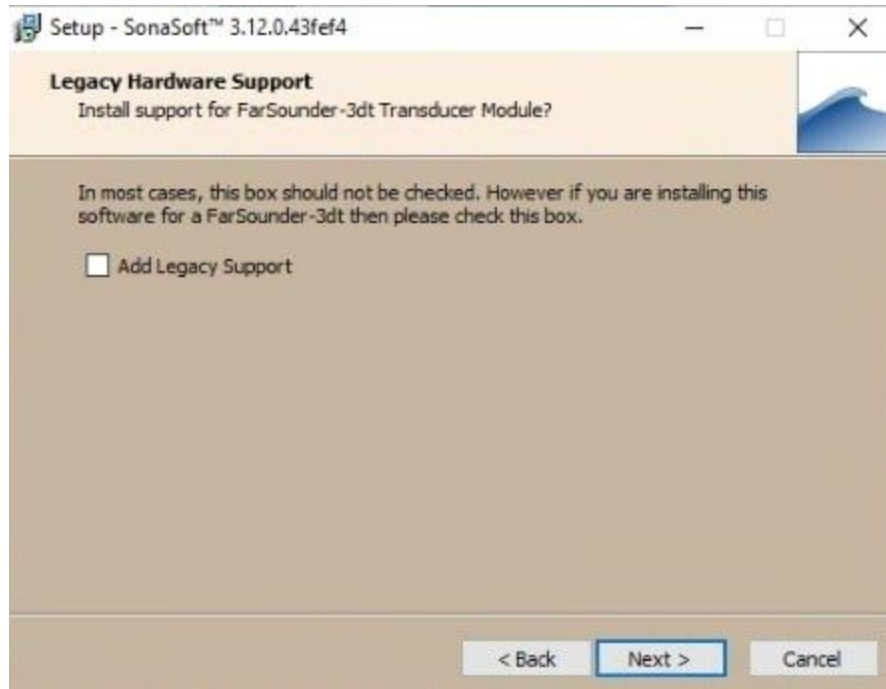 Setup - SonaSoft™ 3.12.0.43fef4
Legacy Hardware Support
Install support for FarSounder-3dt Transducer Module?
In most cases, this box should not be checked. However if you are installing this
software for a FarSounder-3dt then please check this box.
Add Legacy Support
< Back Next > Cancel